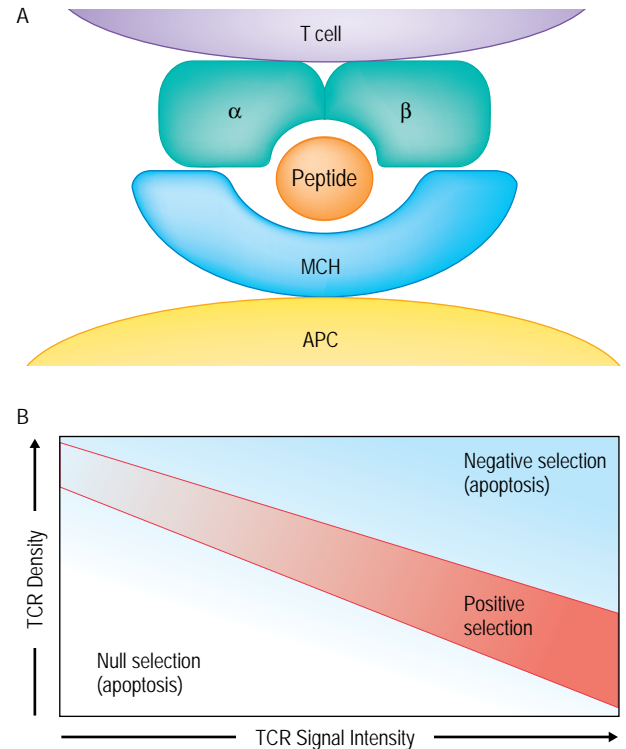 A
T cell
α
β
Peptide
MCH
APC
B
TCR Density
Negative selection
(apoptosis)
Positive
selection
Null selection
(apoptosis)
TCR Signal Intensity